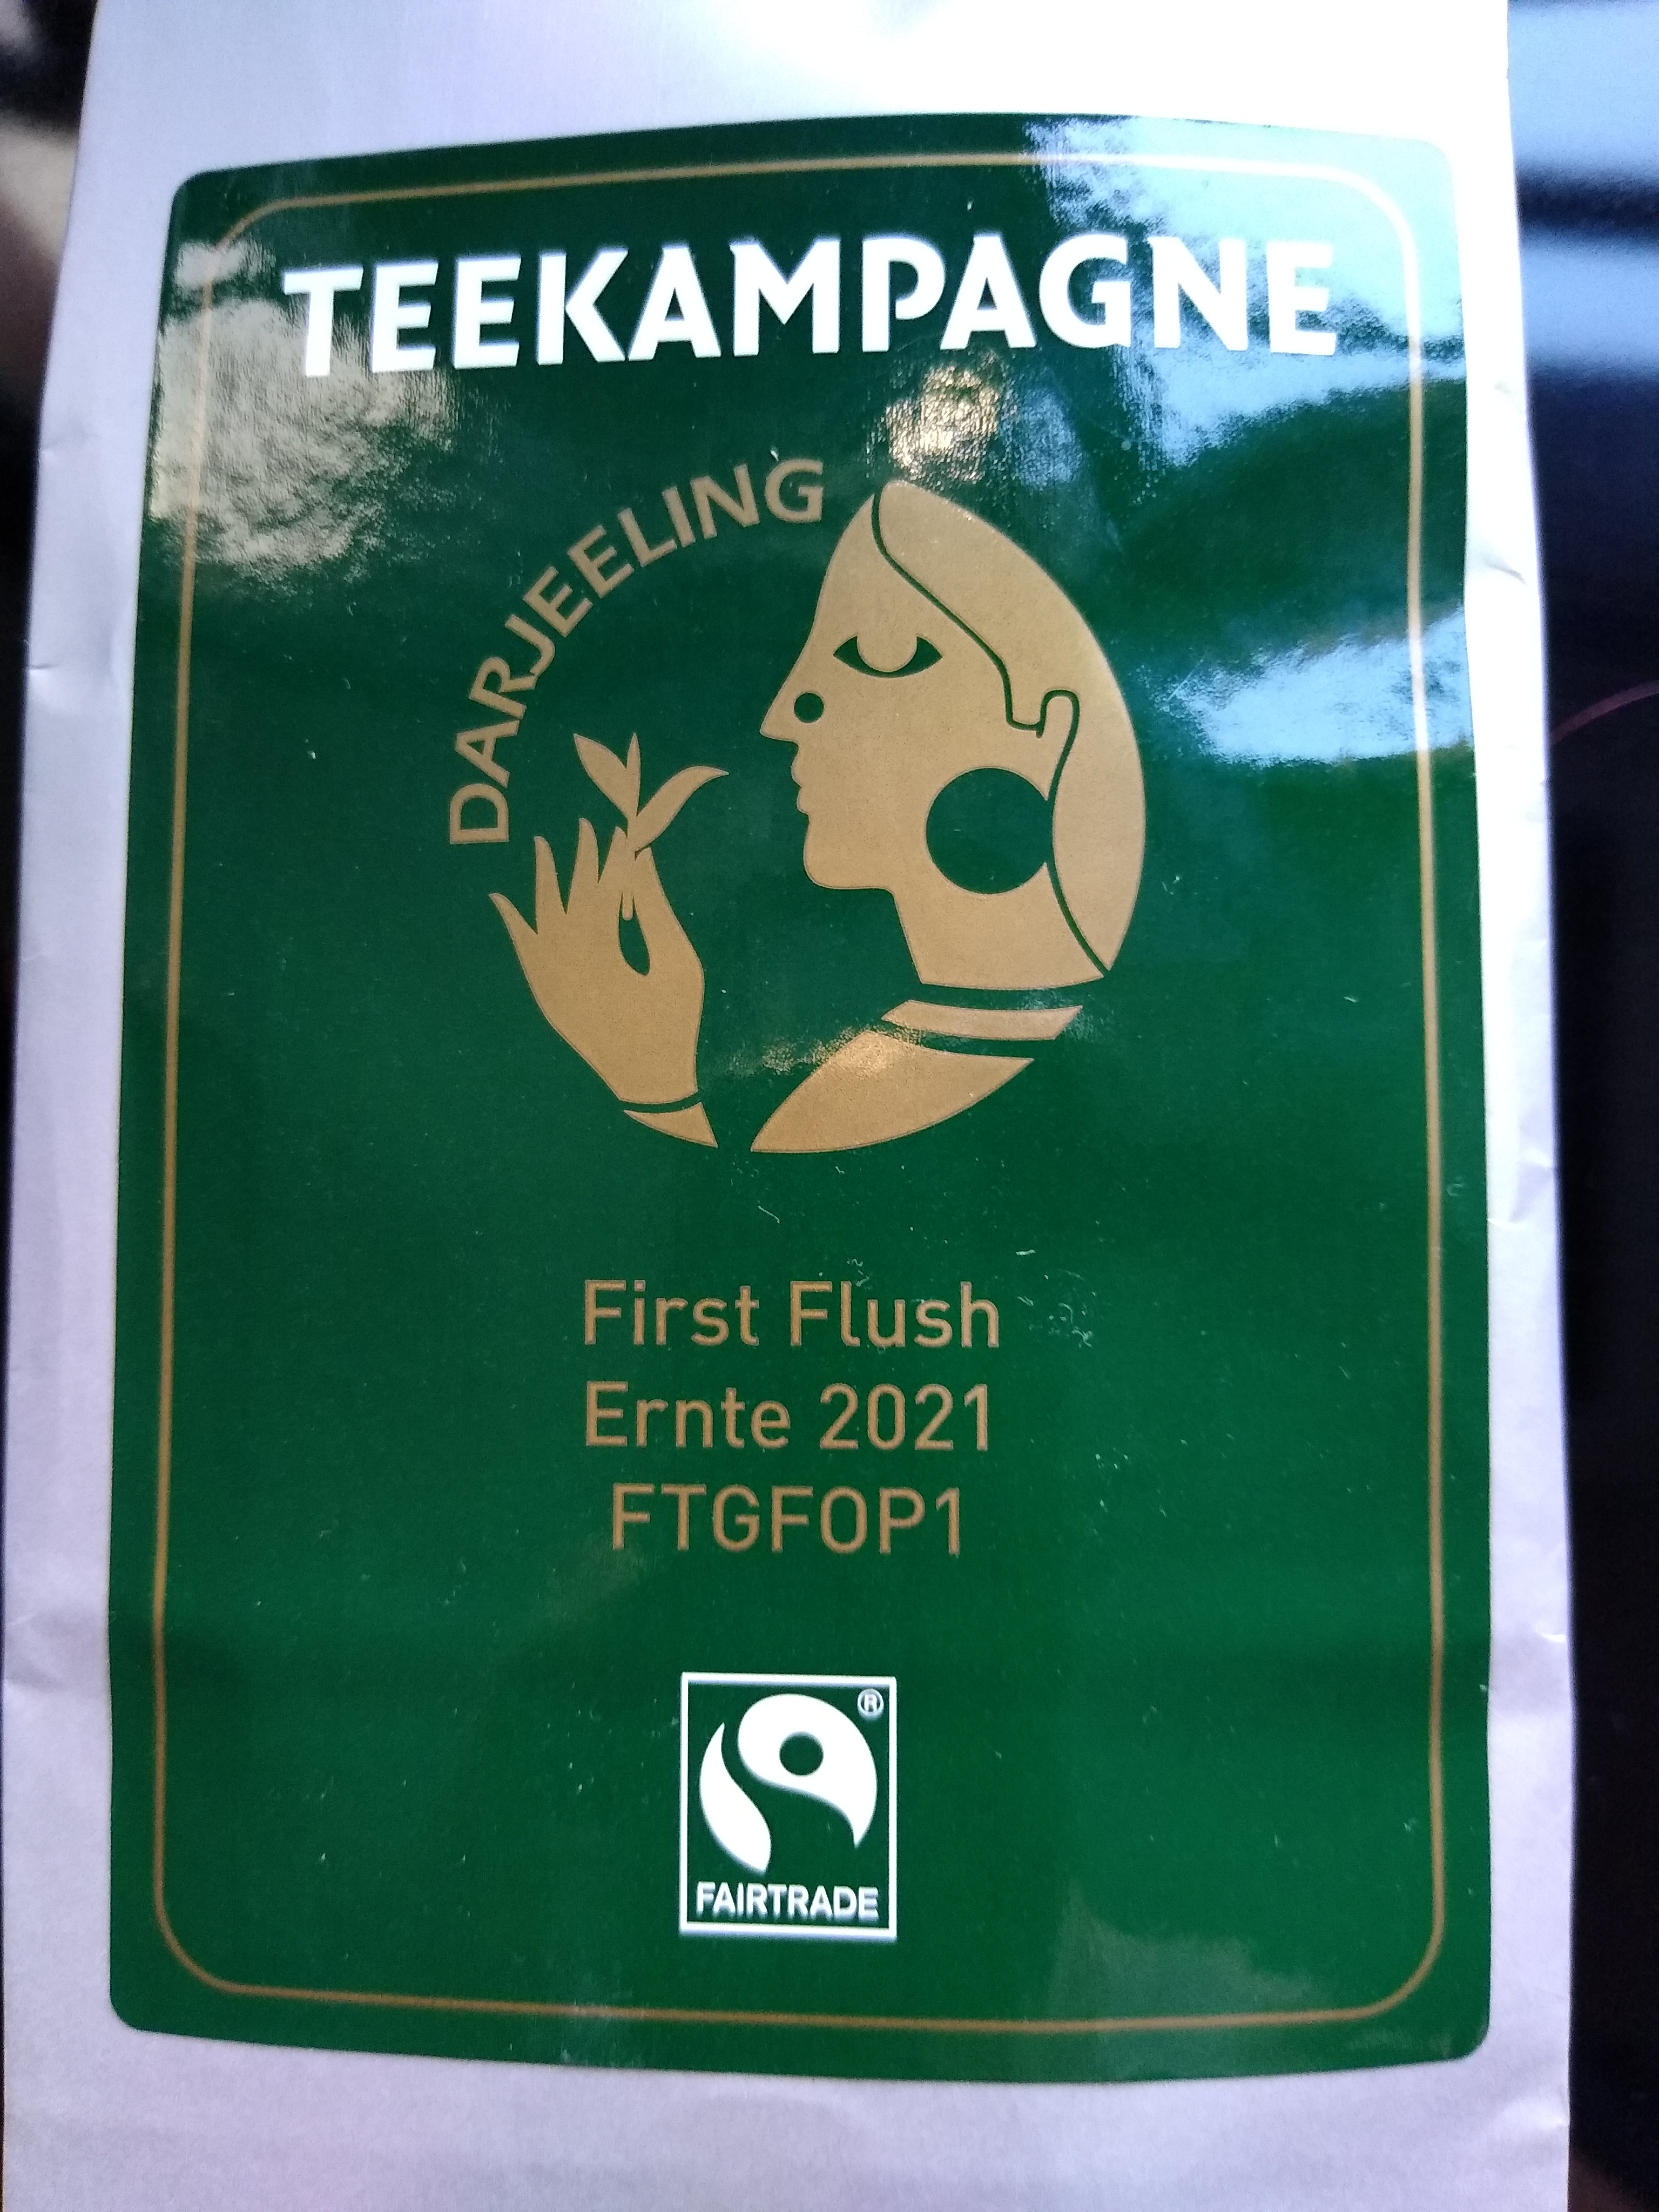 TEEKAMPAGNE
DARJEELING
First Flush
Ernte 2021
FTGFOP1
®
FAIRTRADE